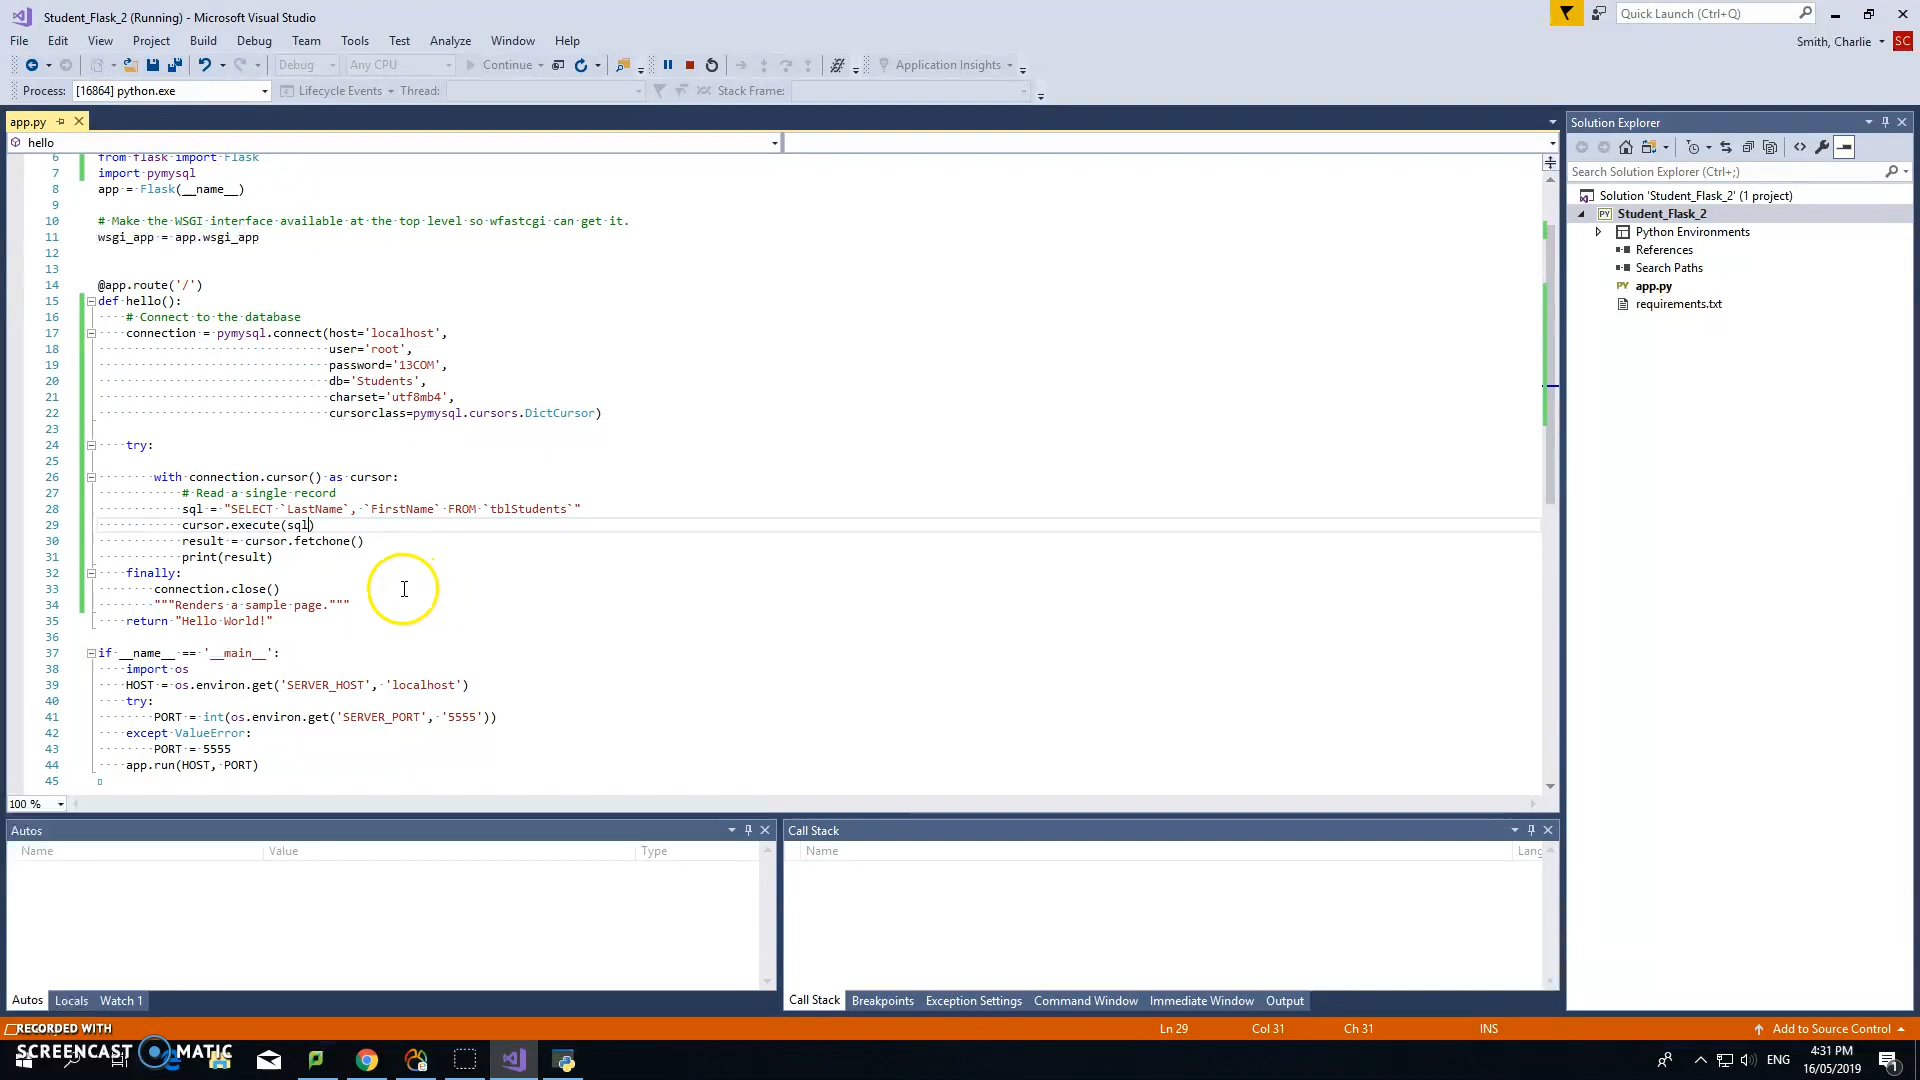 Student_Flask_2 (Running) - Microsoft Visual Studio
Quick Launch (Ctrl+Q)
File Edit View Project Build Debug Team Tools Test Analyze Window Help
Smith, Charlie SC
Debug Any CPU Continue Application Insights
Process: [16864] python.exe Lifecycle Events Thread: Stack Frame:
app.py
hello
6 from flask import Flask
7 import pymysql
8 app = Flask(__name__)
9
10 # Make the WSGI interface available at the top level so wfastcgi can get it.
11 wsgi_app = app.wsgi_app
12
13
14 @app.route('/')
15 def hello():
16 # Connect to the database
17 connection = pymysql.connect(host='localhost',
18 user='root',
19 password='13COM',
20 db='Students',
21 charset='utf8mb4',
22 cursorclass=pymysql.cursors.DictCursor)
23
24 try:
25
26 with connection.cursor() as cursor:
27 # Read a single record
28 sql = "SELECT `LastName`, `FirstName` FROM `tblStudents`"
29 cursor.execute(sql)
30 result = cursor.fetchone()
31 print(result)
32 finally:
33 connection.close()
34 """Renders a sample page."""
35 return "Hello World!"
36
37 if __name__ == '__main__':
38 import os
39 HOST = os.environ.get('SERVER_HOST', 'localhost')
40 try:
41 PORT = int(os.environ.get('SERVER_PORT', '5555'))
42 except ValueError:
43 PORT = 5555
44 app.run(HOST, PORT)
45
100 %
Solution Explorer
Search Solution Explorer (Ctrl+;)
Solution 'Student_Flask_2' (1 project)
PY Student_Flask_2
Python Environments
References
Search Paths
PY app.py
requirements.txt
Autos
Name Value Type
Autos Locals Watch 1
Call Stack
Name Lang
Call Stack Breakpoints Exception Settings Command Window Immediate Window Output
Ln 29 Col 31 Ch 31 INS Add to Source Control
RECORDED WITH
SCREENCAST MATIC
ENG
4:31 PM
16/05/2019
1